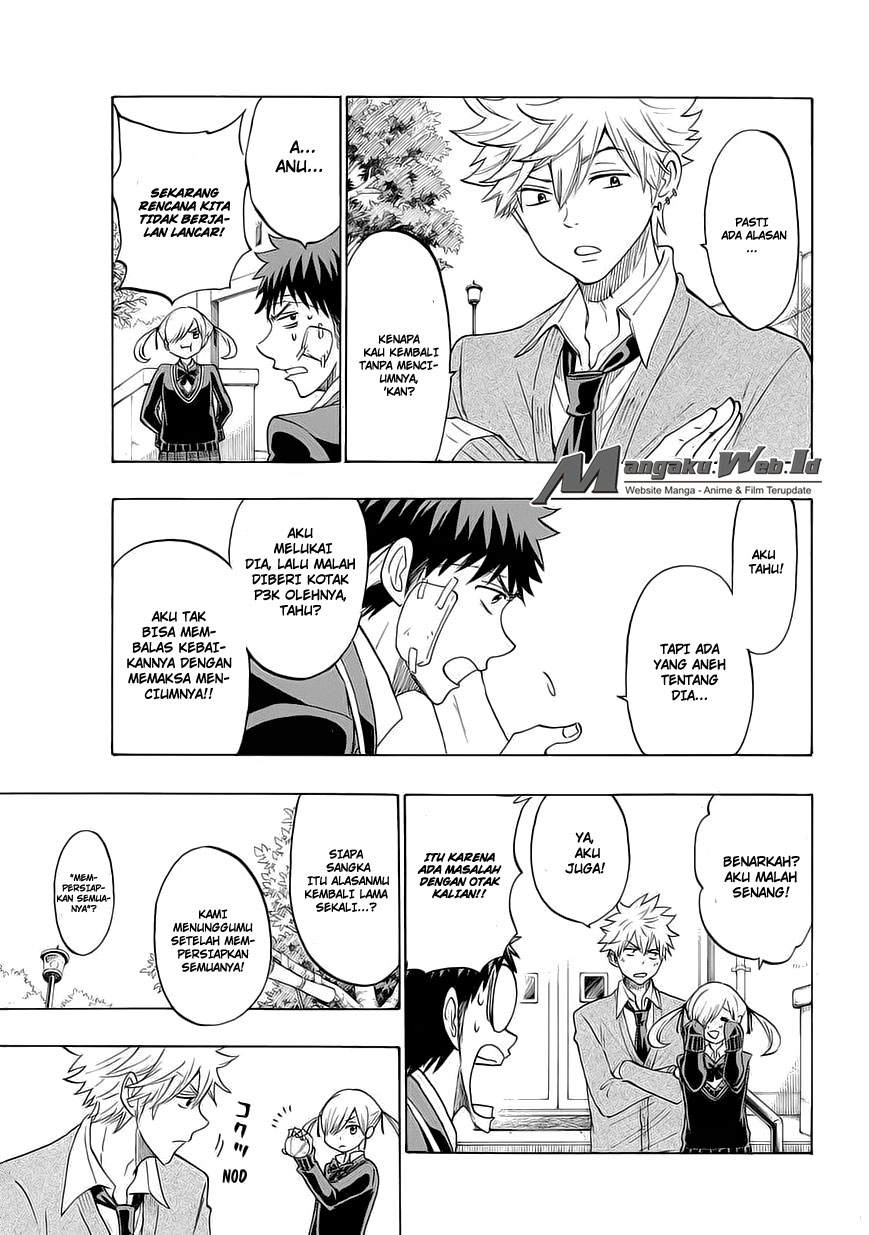 PASTI
ADA ALASAN
...
KENAPA
KAU KEMBALI
TANPA MENCI-
UMNYA,
'KAN?
A...
ANU...
SEKARANG
RENCANA KITA
TIDAK BERJA-
LAN LANCAR!
Mangaku.Web.Id
Website Manga - Anime & Film Terupdate
AKU
TAHU!
TAPI ADA
YANG ANEH
TENTANG
DIA...
AKU
MELUKAI
DIA, LALU MALAH
DIBERI KOTAK
P3K OLEHNYA,
TAHU?
AKU TAK
BISA MEM-
BALAS KEBAI-
KANNYA DENGAN
MEMAKSA MEN-
CIUMNYA!!
BENARKAH?
AKU MALAH
SENANG!
YA,
AKU
JUGA!
ITU KARENA
ADA MASALAH
DENGAN OTAK
KALIAN!!
SIAPA
SANGKA
ITU ALASANMU
KEMBALI LAMA
SEKALI...?
KAMI
MENUNGGUMU
SETELAH MEM-
PERSIAPKAN
SEMUANYA!
"MEM-
PERSIAP-
KAN SEMUA-
NYA"?
コクッ
NOD